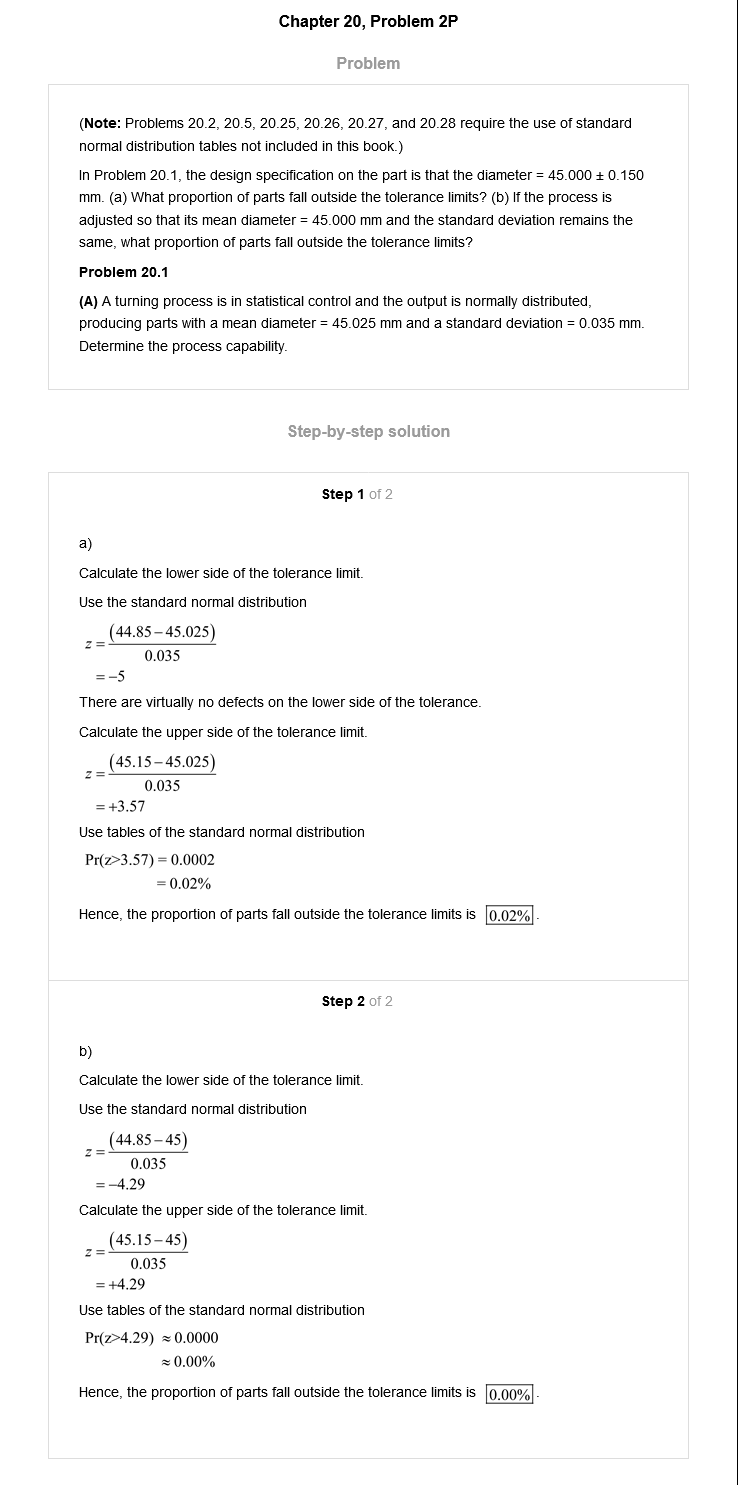 Chapter 20, Problem 2P
Problem
(Note: Problems 20.2, 20.5, 20.25, 20.26, 20.27, and 20.28 require the use of standard
normal distribution tables not included in this book.)
In Problem 20.1, the design specification on the part is that the diameter = 45.000 ± 0.150
mm. (a) What proportion of parts fall outside the tolerance limits? (b) If the process is
adjusted so that its mean diameter = 45.000 mm and the standard deviation remains the
same, what proportion of parts fall outside the tolerance limits?
Problem 20.1
(A) A turning process is in statistical control and the output is normally distributed,
producing parts with a mean diameter = 45.025 mm and a standard deviation = 0.035 mm.
Determine the process capability.
Step-by-step solution
Step 1 of 2
a)
Calculate the lower side of the tolerance limit.
Use the standard normal distribution
z = (44.85 – 45.025) / 0.035
= –5
There are virtually no defects on the lower side of the tolerance.
Calculate the upper side of the tolerance limit.
z = (45.15 – 45.025) / 0.035
= +3.57
Use tables of the standard normal distribution
Pr(z>3.57) = 0.0002
= 0.02%
Hence, the proportion of parts fall outside the tolerance limits is 0.02%.
Step 2 of 2
b)
Calculate the lower side of the tolerance limit.
Use the standard normal distribution
z = (44.85 – 45) / 0.035
= –4.29
Calculate the upper side of the tolerance limit.
z = (45.15 – 45) / 0.035
= +4.29
Use tables of the standard normal distribution
Pr(z>4.29) ≈ 0.0000
≈ 0.00%
Hence, the proportion of parts fall outside the tolerance limits is 0.00%.